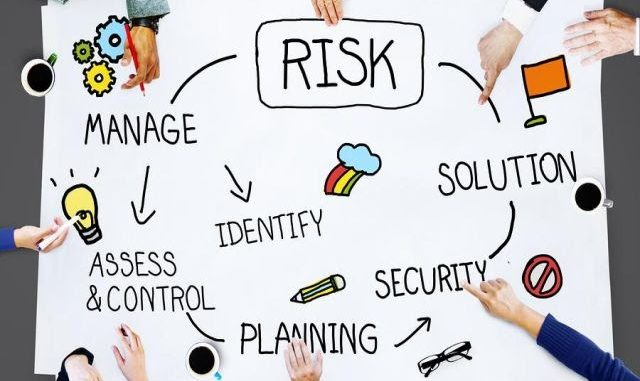 RISK
MANAGE
SOLUTION
IDENTIFY
ASSESS
& CONTROL
SECURITY
PLANNING